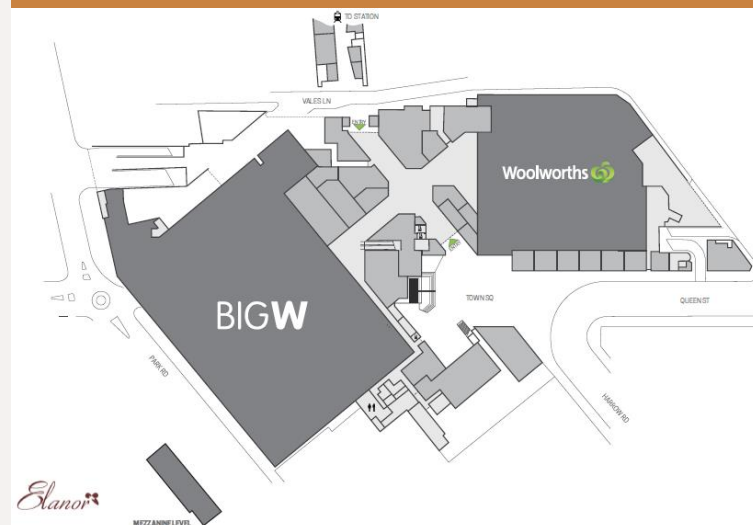 TO STATION
VALES LN
ENTRY
Woolworths
BIGW
TOWN SQ
QUEEN ST
PARK RD
HARROW RD
Elanor
MEZZANINE LEVEL